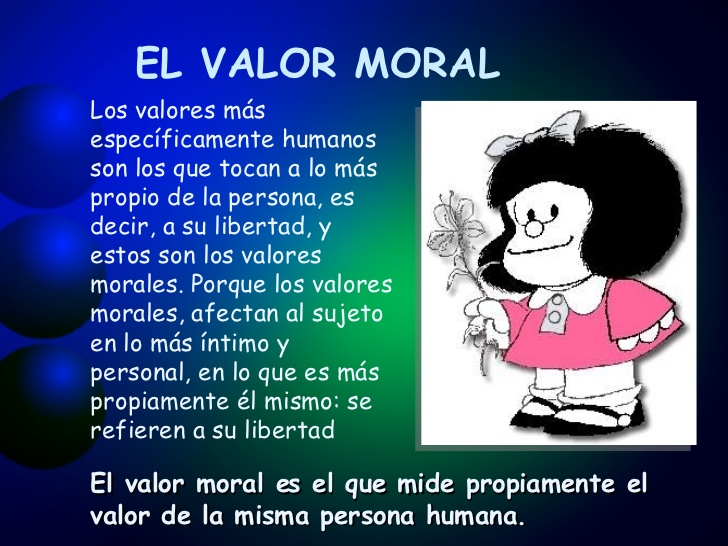 EL VALOR MORAL
Los valores más
específicamente humanos
son los que tocan a lo más
propio de la persona, es
decir, a su libertad, y
estos son los valores
morales. Porque los valores
morales, afectan al sujeto
en lo más íntimo y
personal, en lo que es más
propiamente él mismo: se
refieren a su libertad
El valor moral es el que mide propiamente el
valor de la misma persona humana.